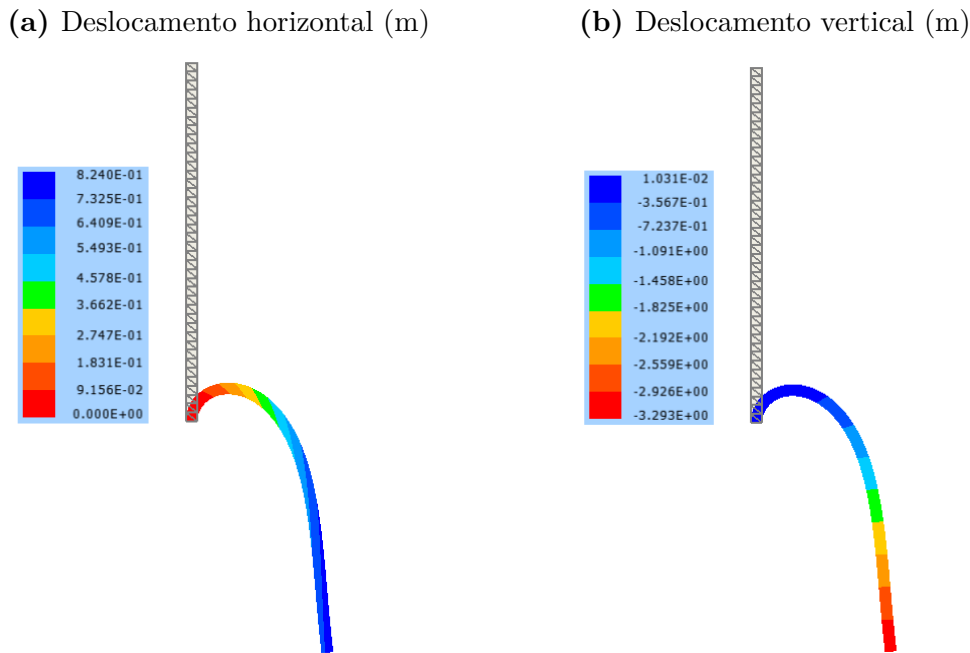 (a) Deslocamento horizontal (m)
8.240E-01
7.325E-01
6.409E-01
5.493E-01
4.578E-01
3.662E-01
2.747E-01
1.831E-01
9.156E-02
0.000E+00
(b) Deslocamento vertical (m)
1.031E-02
-3.567E-01
-7.237E-01
-1.091E+00
-1.458E+00
-1.825E+00
-2.192E+00
-2.559E+00
-2.926E+00
-3.293E+00